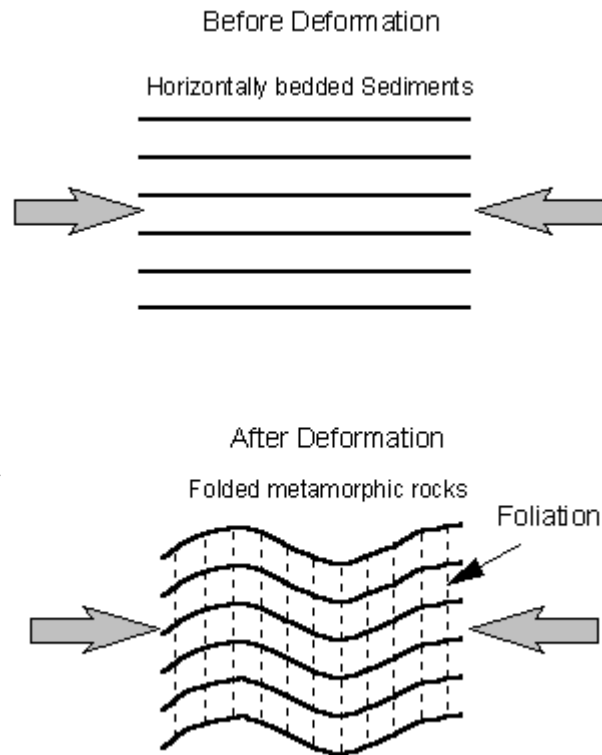 Before Deformation
Horizontally bedded Sediments
After Deformation
Folded metamorphic rocks
Foliation